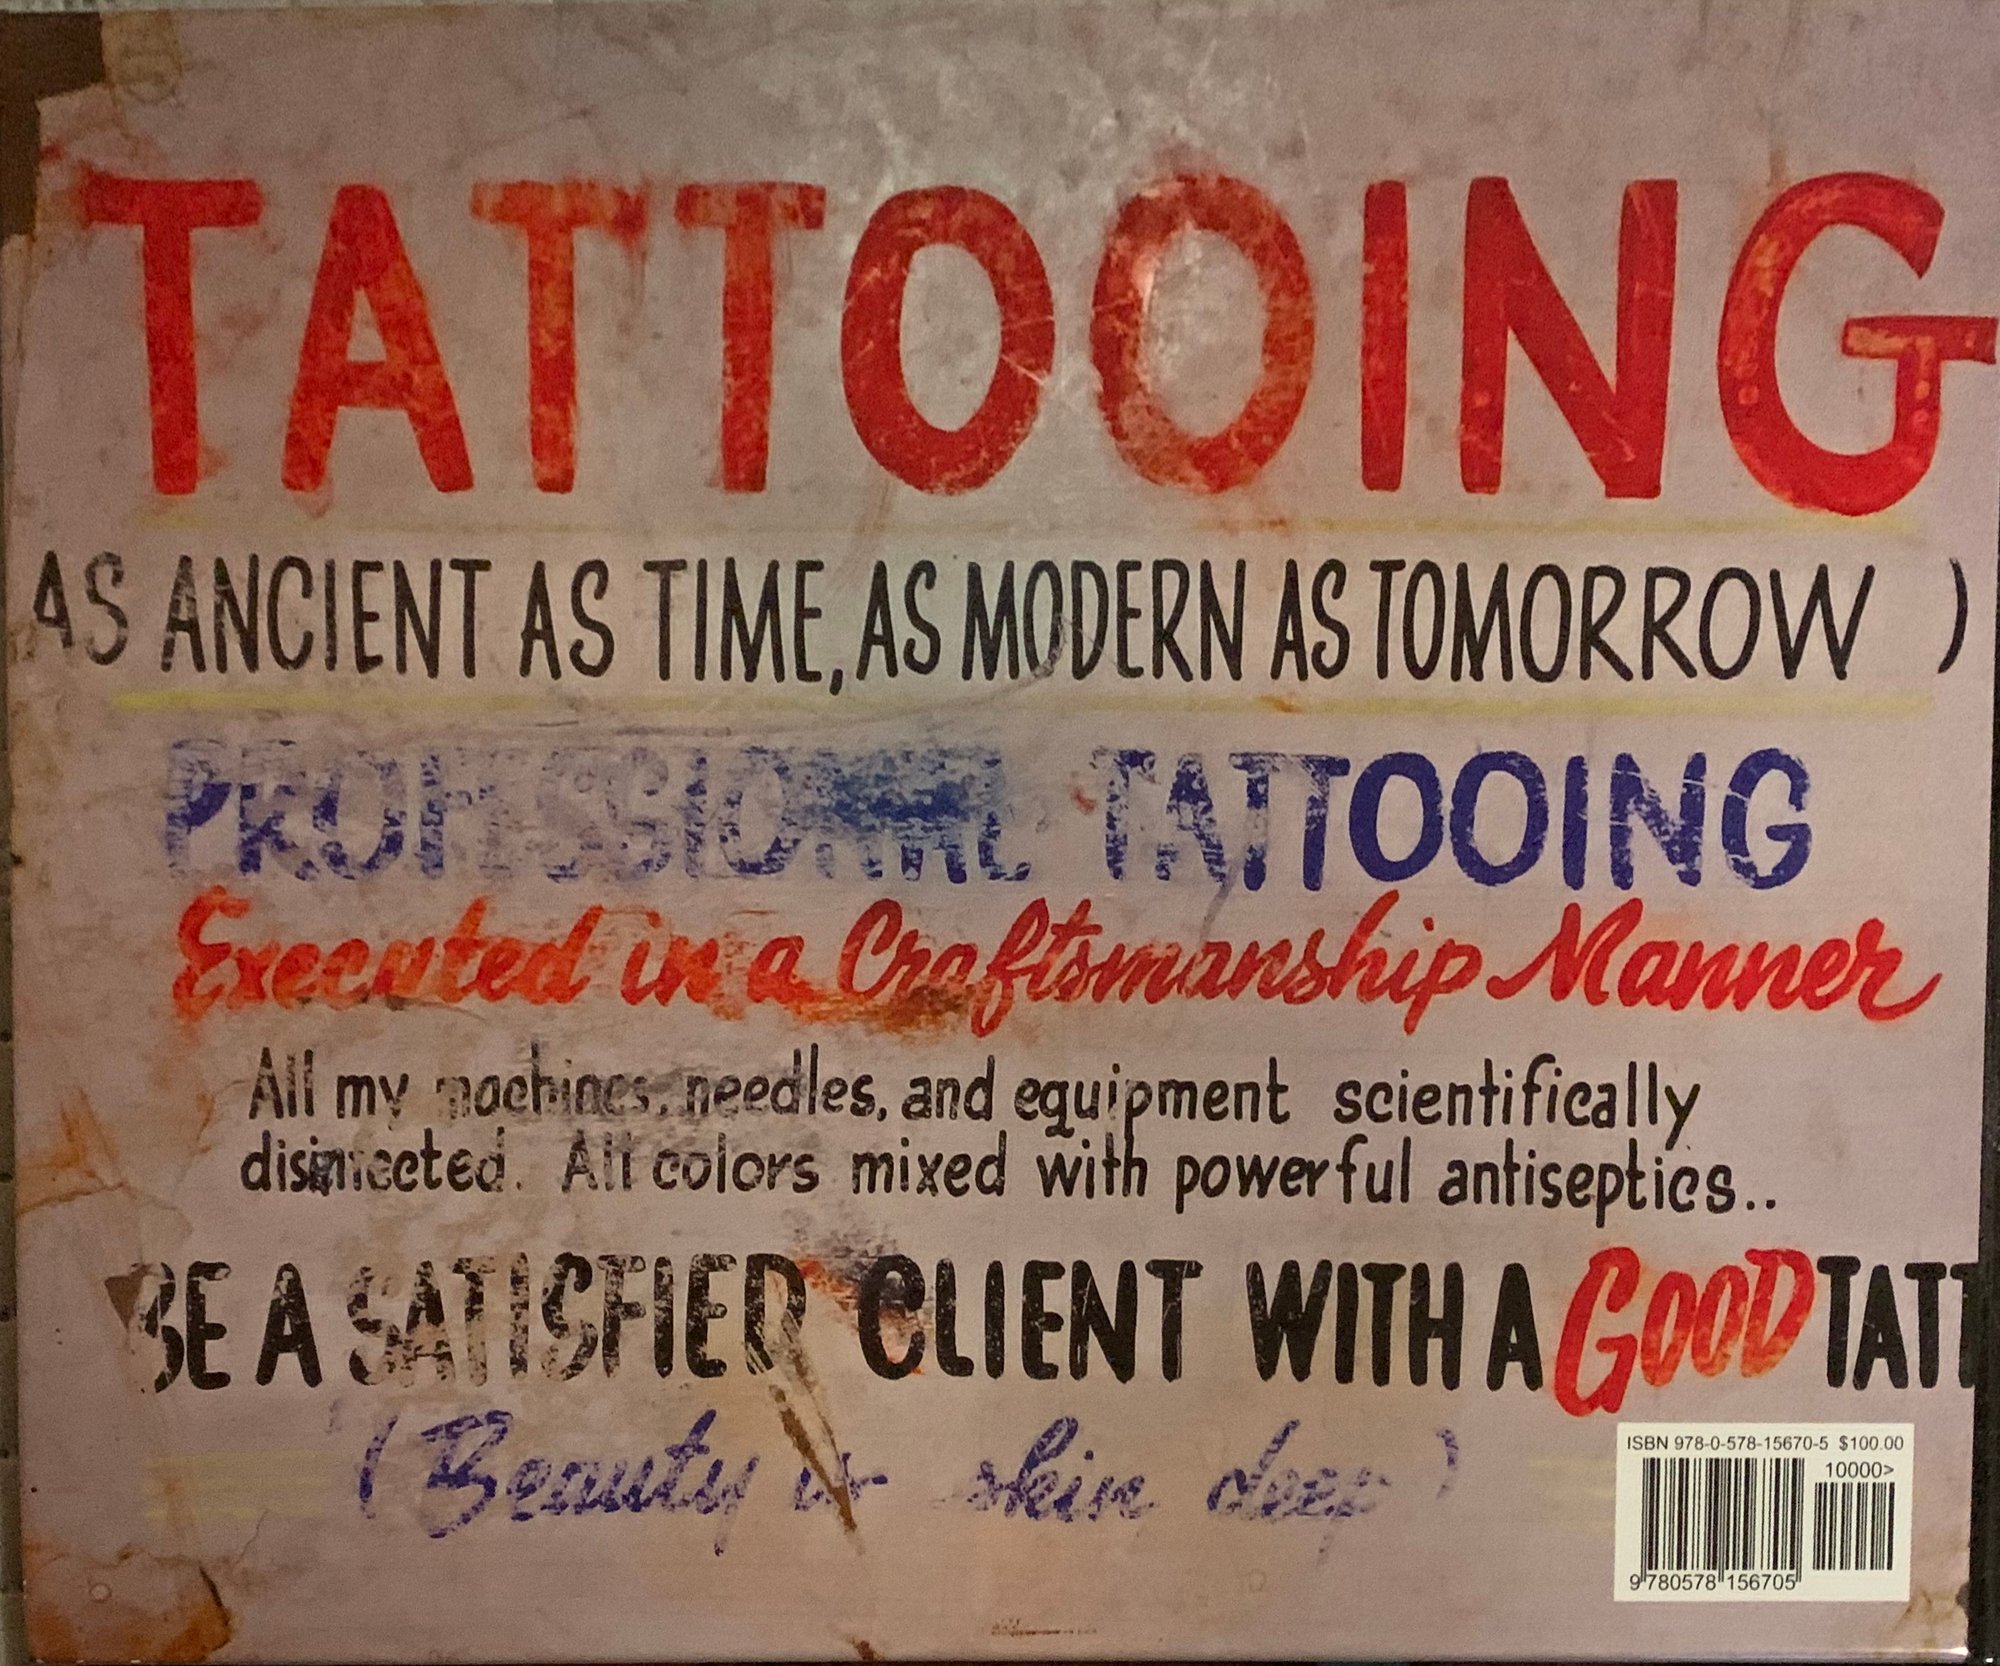 TATTOOING
AS ANCIENT AS TIME, AS MODERN AS TOMORROW )
PROFESSIONAL TATTOOING
Executed in a Craftsmanship Manner
All my machines, needles, and equipment scientifically
disinfected. All colors mixed with powerful antiseptics..
BE A SATISFIED CLIENT WITH A GOOD TATT
(Beauty is skin deep)
ISBN 978-0-578-15670-5 $100.00
10000>
9 780578 156705